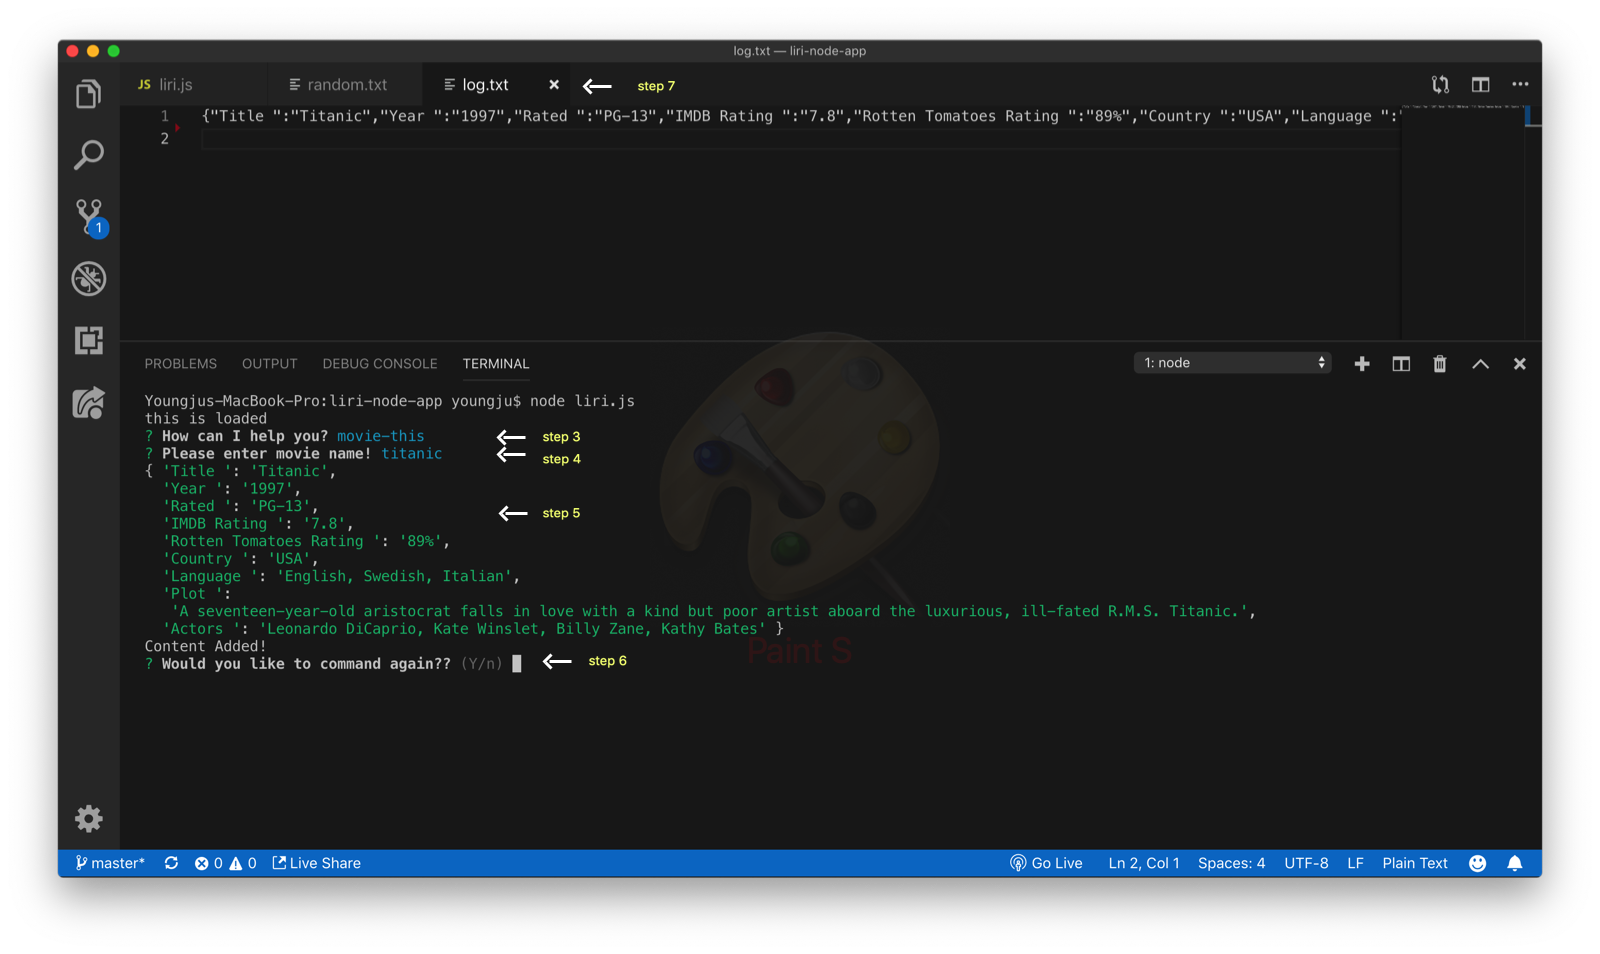 log.txt — liri-node-app
JS liri.js random.txt log.txt × step 7
1 {"Title ":"Titanic","Year ":"1997","Rated ":"PG-13","IMDB Rating ":"7.8","Rotten Tomatoes Rating ":"89%","Country ":"USA","Language ":"
2
1
PROBLEMS OUTPUT DEBUG CONSOLE TERMINAL 1: node
Youngjus-MacBook-Pro:liri-node-app youngju$ node liri.js
this is loaded
? How can I help you? movie-this step 3
? Please enter movie name! titanic step 4
{ 'Title ': 'Titanic',
'Year ': '1997',
'Rated ': 'PG-13', step 5
'IMDB Rating ': '7.8',
'Rotten Tomatoes Rating ': '89%',
'Country ': 'USA',
'Language ': 'English, Swedish, Italian',
'Plot ':
'A seventeen-year-old aristocrat falls in love with a kind but poor artist aboard the luxurious, ill-fated R.M.S. Titanic.',
'Actors ': 'Leonardo DiCaprio, Kate Winslet, Billy Zane, Kathy Bates' }
Content Added!
Paint S
? Would you like to command again?? (Y/n) step 6
master* 0 0 Live Share Go Live Ln 2, Col 1 Spaces: 4 UTF-8 LF Plain Text